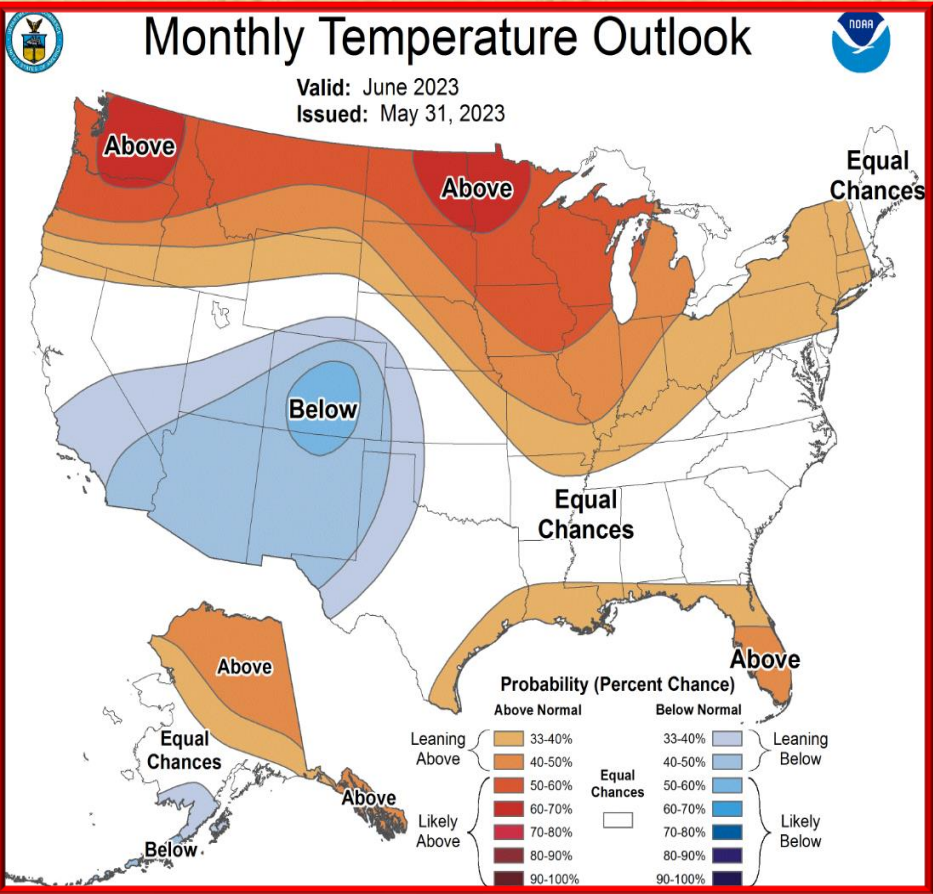 Monthly Temperature Outlook
NOAA
Valid: June 2023
Issued: May 31, 2023
Above
Above
Equal
Chances
Below
Equal
Chances
Above
Above
Equal
Chances
Above
Below
Probability (Percent Chance)
Above Normal
Below Normal
Leaning
Above
33-40%
40-50%
Likely
Above
50-60%
60-70%
70-80%
80-90%
90-100%
Equal
Chances
33-40%
40-50%
Leaning
Below
50-60%
60-70%
70-80%
80-90%
90-100%
Likely
Below